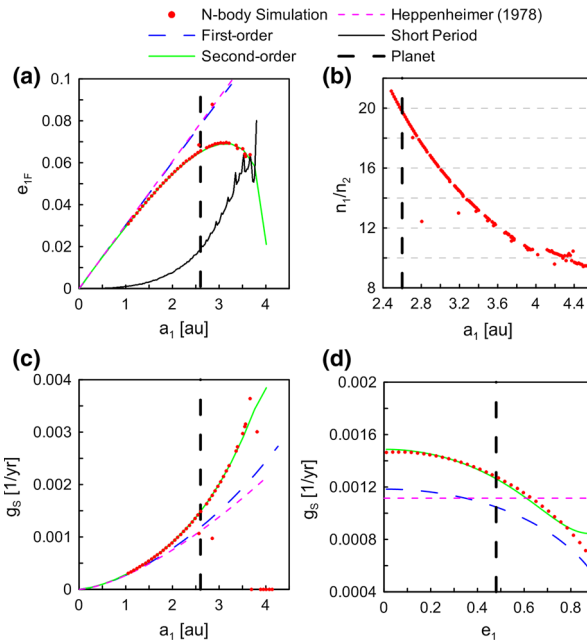 N-body Simulation
First-order
Second-order
Heppenheimer (1978)
Short Period
Planet
(a)
0.1
0.08
0.06
0.04
0.02
0
e1F
0 1 2 3 4
a1 [au]
(b)
20
18
16
14
12
10
8
n1/n2
2.4 2.8 3.2 3.6 4 4.4
a1 [au]
(c)
0.004
0.003
0.002
0.001
0
gS [1/yr]
0 1 2 3 4
a1 [au]
(d)
0.002
0.0016
0.0012
0.0008
0.0004
gS [1/yr]
0 0.2 0.4 0.6 0.8
e1